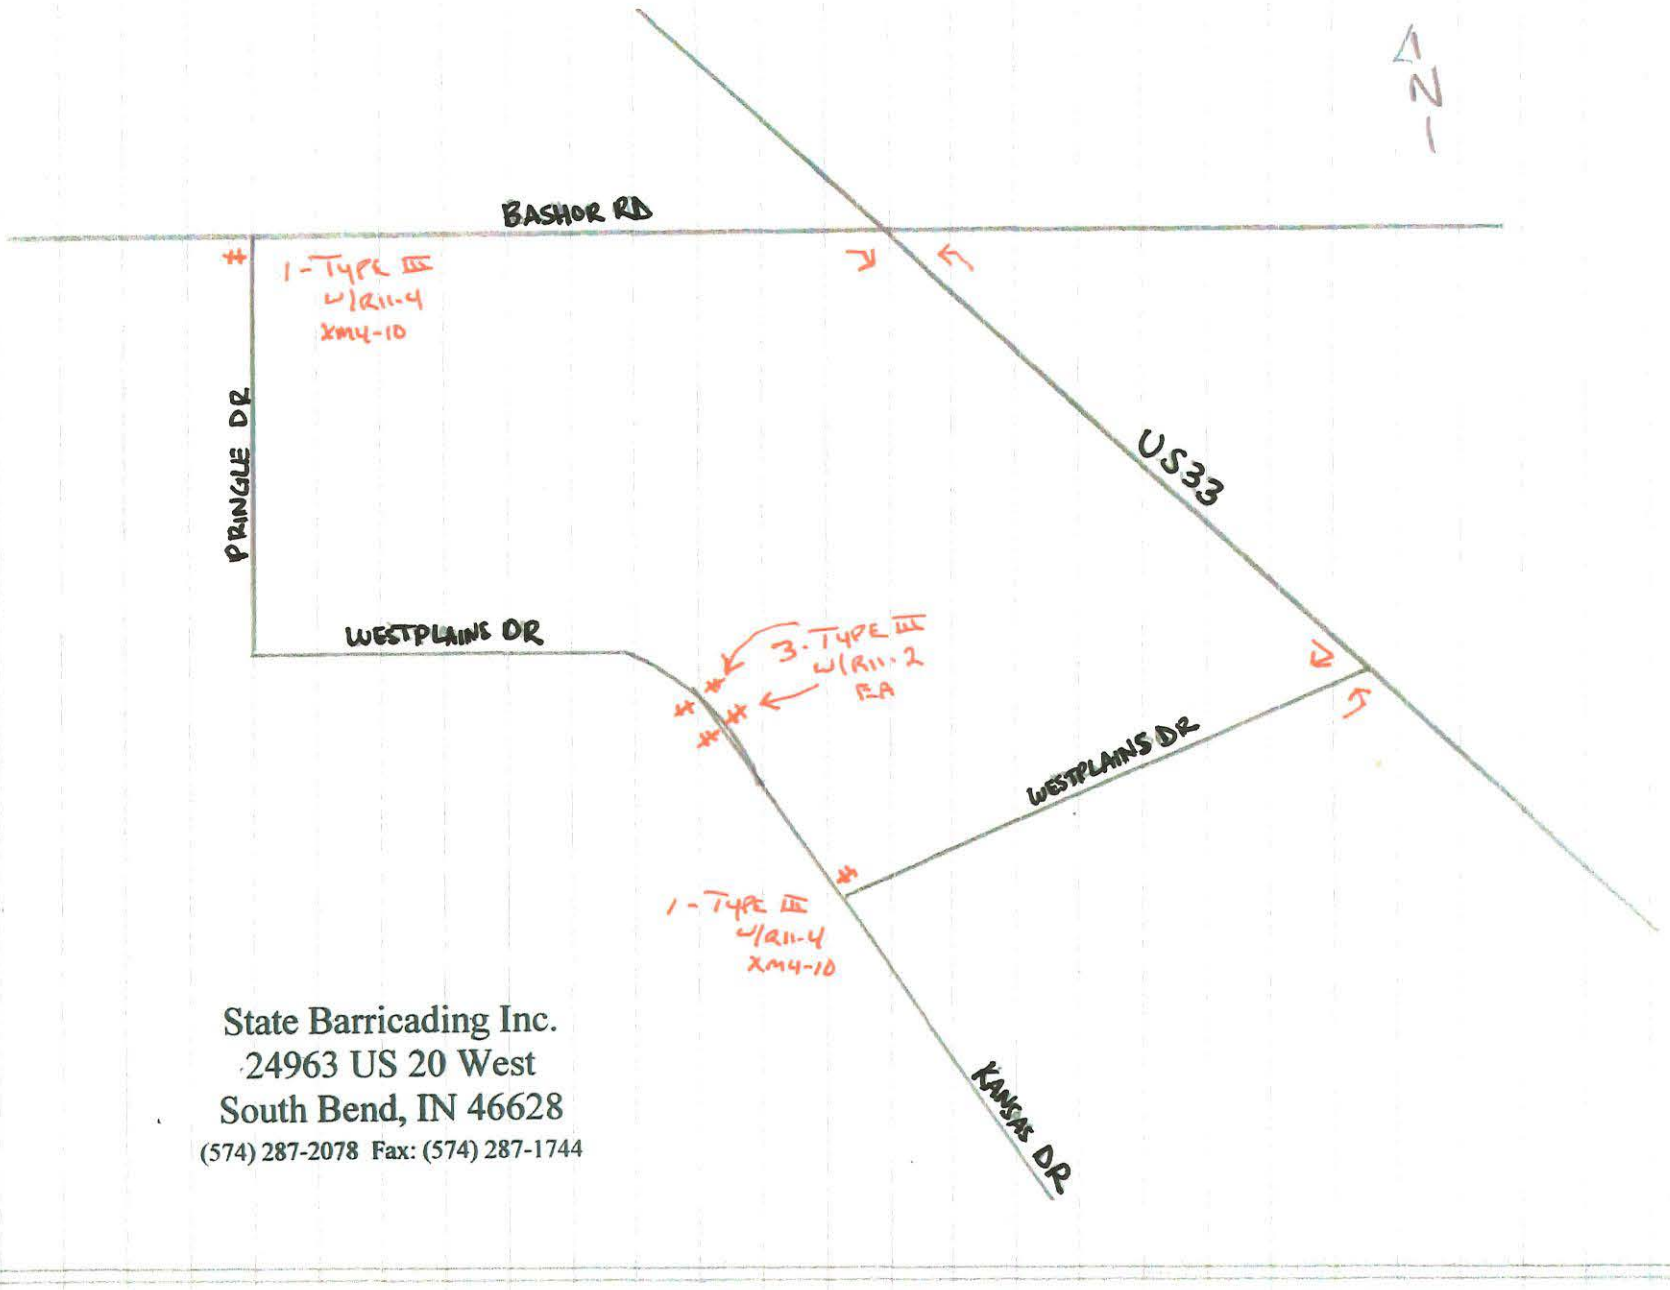 N
BASHOR RD
1-TYPE III
W/R11-4
XM4-10
PRINGLE DR
US33
WESTPLAINS DR
3-TYPE III
W/R11-2
EA
WESTPLAINS DR
1-TYPE III
W/R11-4
XM4-10
State Barricading Inc.
24963 US 20 West
South Bend, IN 46628
(574) 287-2078 Fax: (574) 287-1744
KANSAS DR